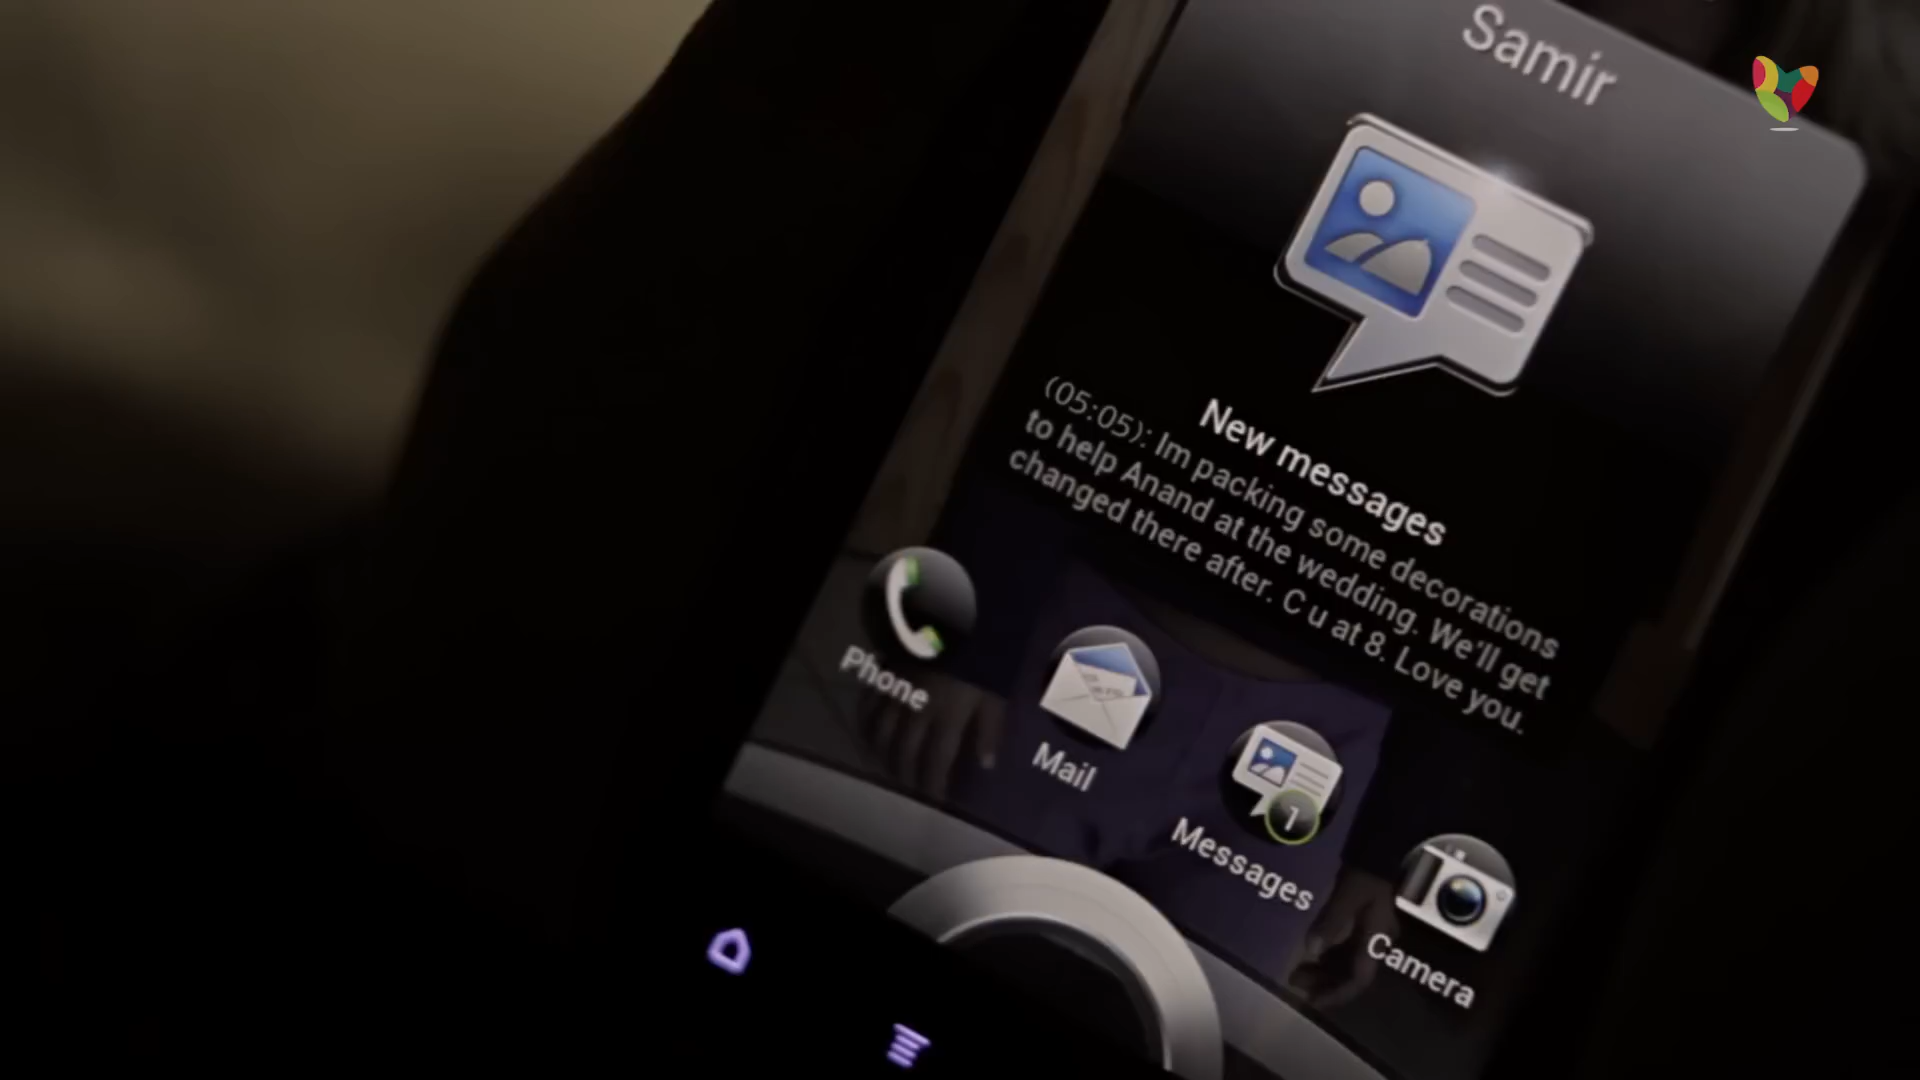 Samir
New messages
(05:05): Im packing some decorations
to help Anand at the wedding. We'll get
changed there after. C u at 8. Love you.
Phone
Mail
Messages
1
Camera